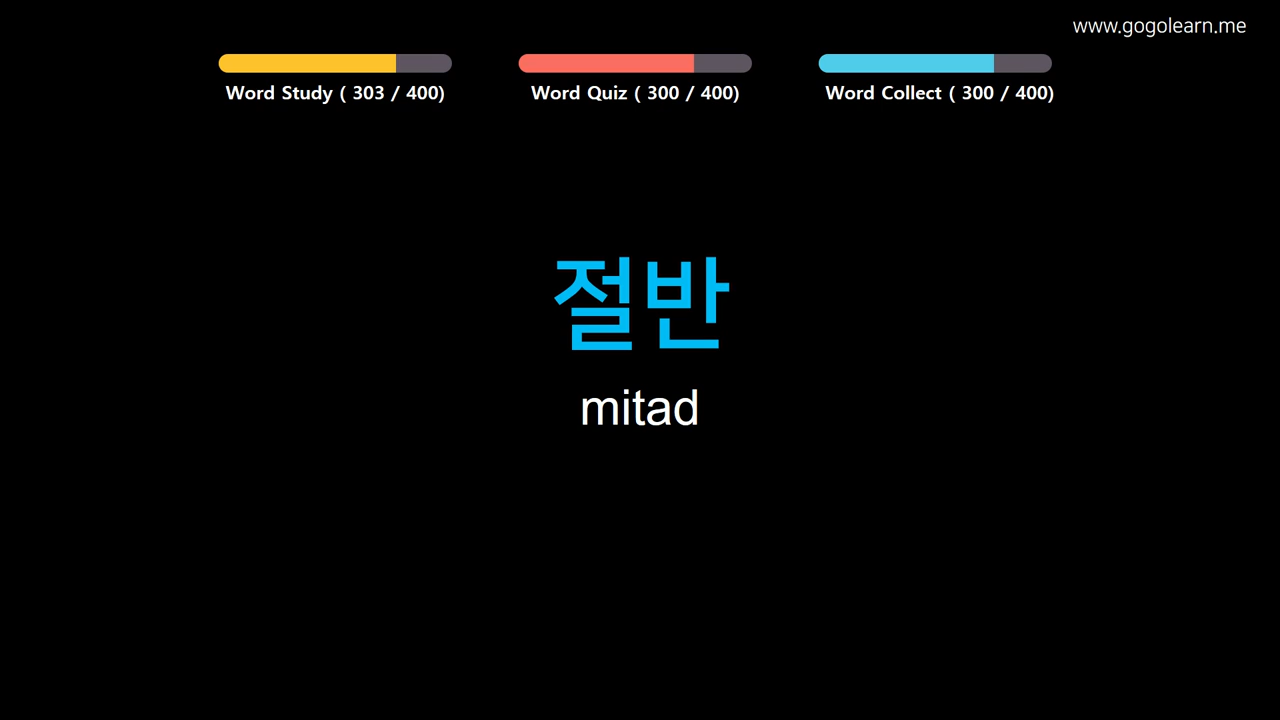 www.gogolearn.me
Word Study ( 303 / 400)
Word Quiz ( 300 / 400)
Word Collect ( 300 / 400)
절반
mitad